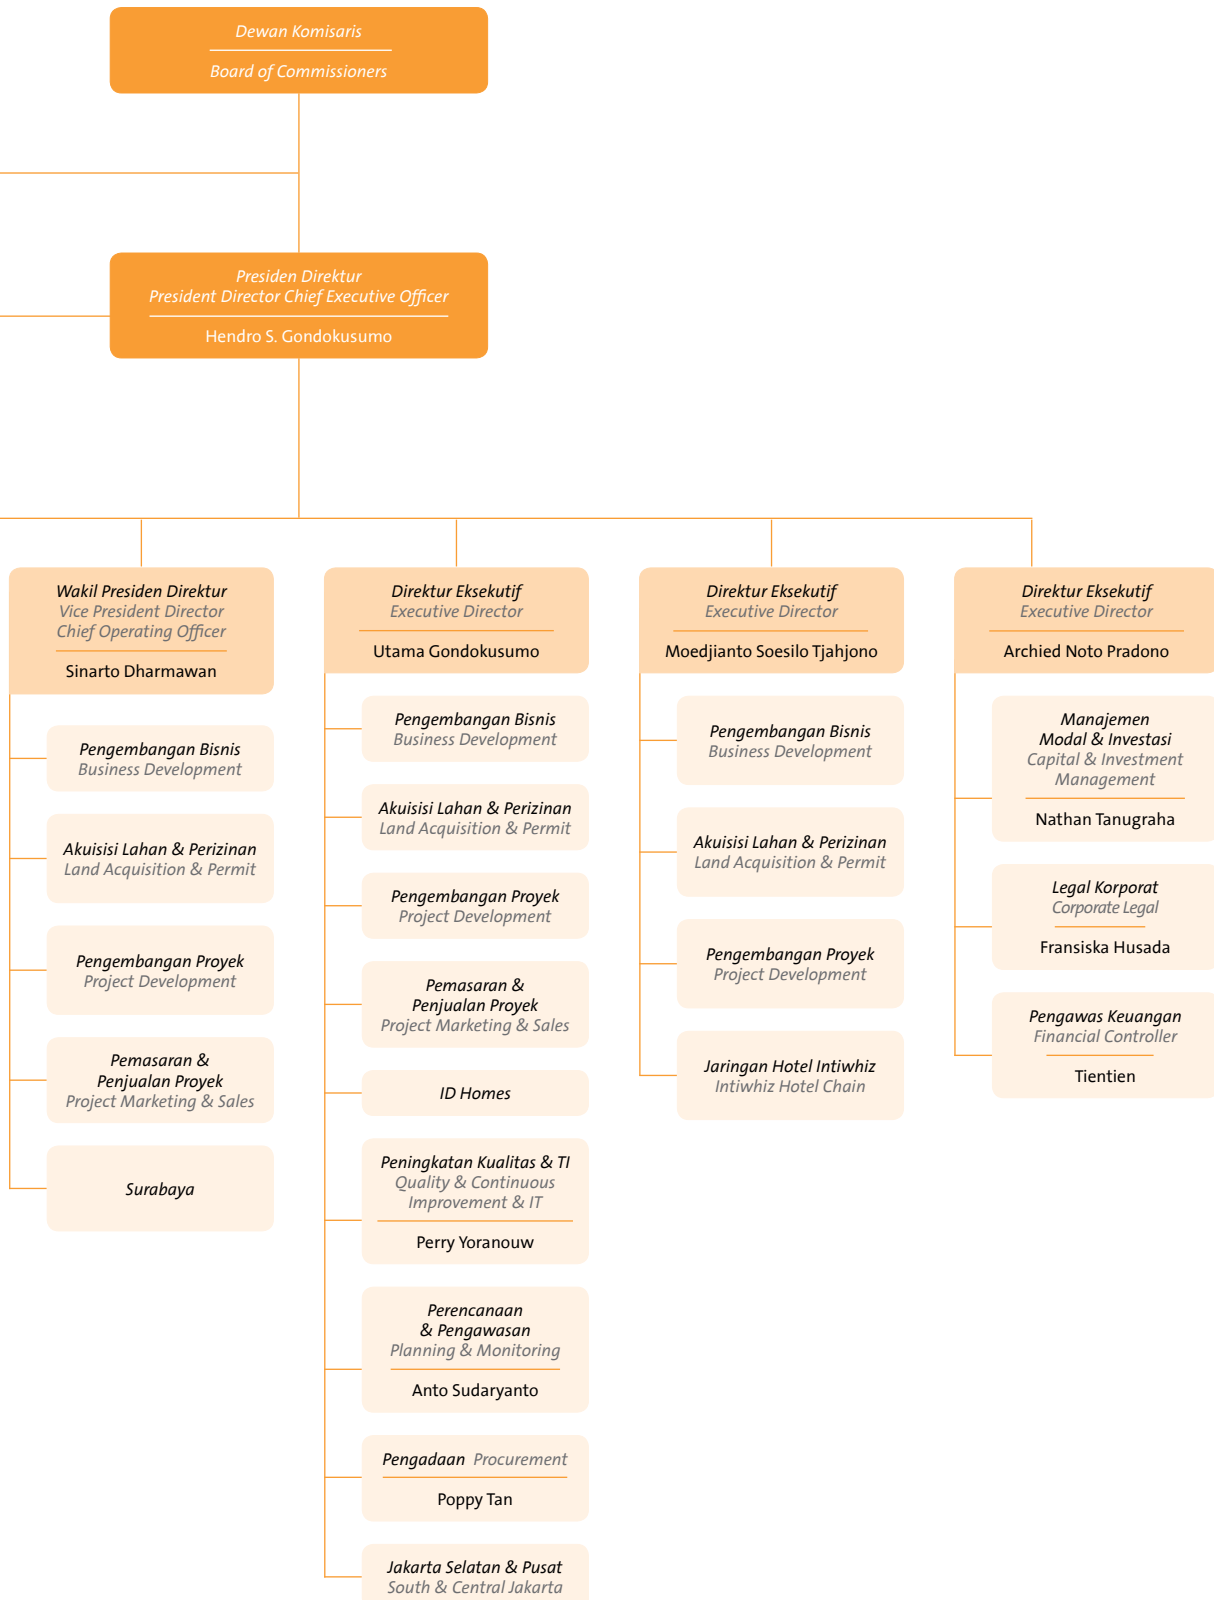 Dewan Komisaris
Board of Commissioners
Presiden Direktur
President Director Chief Executive Officer
Hendro S. Gondokusumo
Wakil Presiden Direktur
Vice President Director
Chief Operating Officer
Sinarto Dharmawan
Pengembangan Bisnis
Business Development
Akuisisi Lahan & Perizinan
Land Acquisition & Permit
Pengembangan Proyek
Project Development
Pemasaran &
Penjualan Proyek
Project Marketing & Sales
Surabaya
Direktur Eksekutif
Executive Director
Utama Gondokusumo
Pengembangan Bisnis
Business Development
Akuisisi Lahan & Perizinan
Land Acquisition & Permit
Pengembangan Proyek
Project Development
Pemasaran &
Penjualan Proyek
Project Marketing & Sales
ID Homes
Peningkatan Kualitas & TI
Quality & Continuous
Improvement & IT
Perry Yoranouw
Perencanaan
& Pengawasan
Planning & Monitoring
Anto Sudaryanto
Pengadaan Procurement
Poppy Tan
Jakarta Selatan & Pusat
South & Central Jakarta
Direktur Eksekutif
Executive Director
Moedjianto Soesilo Tjahjono
Pengembangan Bisnis
Business Development
Akuisisi Lahan & Perizinan
Land Acquisition & Permit
Pengembangan Proyek
Project Development
Jaringan Hotel Intiwhiz
Intiwhiz Hotel Chain
Direktur Eksekutif
Executive Director
Archied Noto Pradono
Manajemen
Modal & Investasi
Capital & Investment
Management
Nathan Tanugraha
Legal Korporat
Corporate Legal
Fransiska Husada
Pengawas Keuangan
Financial Controller
Tientien